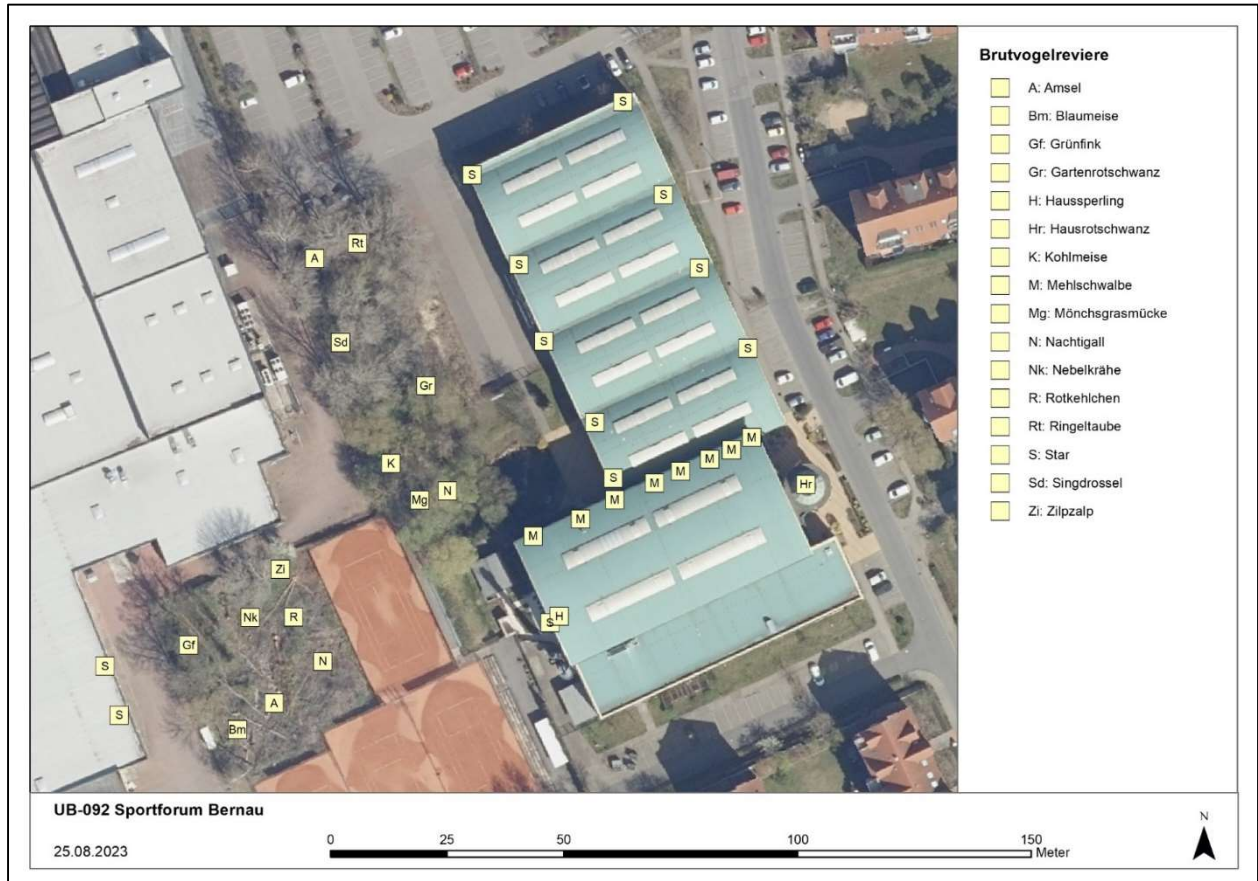 Brutvogelreviere
A: Amsel
Bm: Blaumeise
Gf: Grünfink
Gr: Gartenrotschwanz
H: Haussperling
Hr: Hausrotschwanz
K: Kohlmeise
M: Mehlschwalbe
Mg: Mönchsgrasmücke
N: Nachtigall
Nk: Nebelkrähe
R: Rotkehlchen
Rt: Ringeltaube
S: Star
Sd: Singdrossel
Zi: Zilpzalp
S
S
S
Rt
A
S
S
S
Sd
S
Gr
S
M
M
M
K
M
S
M
Hr
N
Mg
M
M
M
Zi
Nk
R
H
S
Gf
N
S
A
S
Bm
UB-092 Sportforum Bernau
25.08.2023
0 25 50 100 150
Meter
N